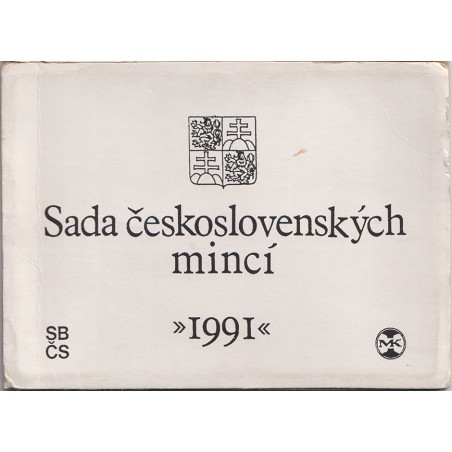 Sada československých
mincí
»1991«
SB
ČS
MK